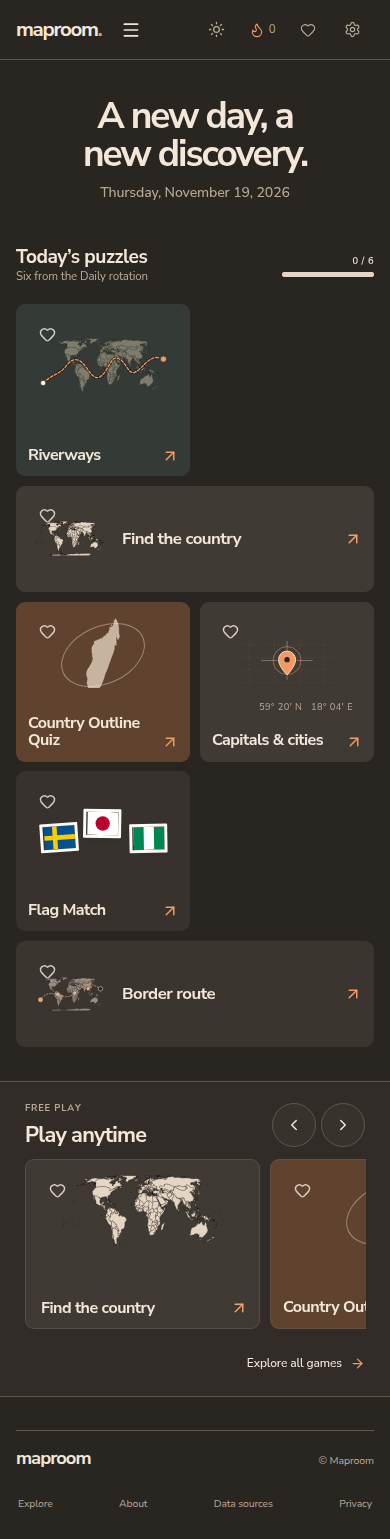 maproom.
0
A new day, a
new discovery.
Thursday, November 19, 2026
Today's puzzles
0 / 6
Six from the Daily rotation
Riverways
Find the country
59° 20′ N 18° 04′ E
Country Outline
Quiz
Capitals & cities
Flag Match
Border route
FREE PLAY
Play anytime
Find the country
Country Out
Explore all games
maproom
© Maproom
Explore About Data sources Privacy